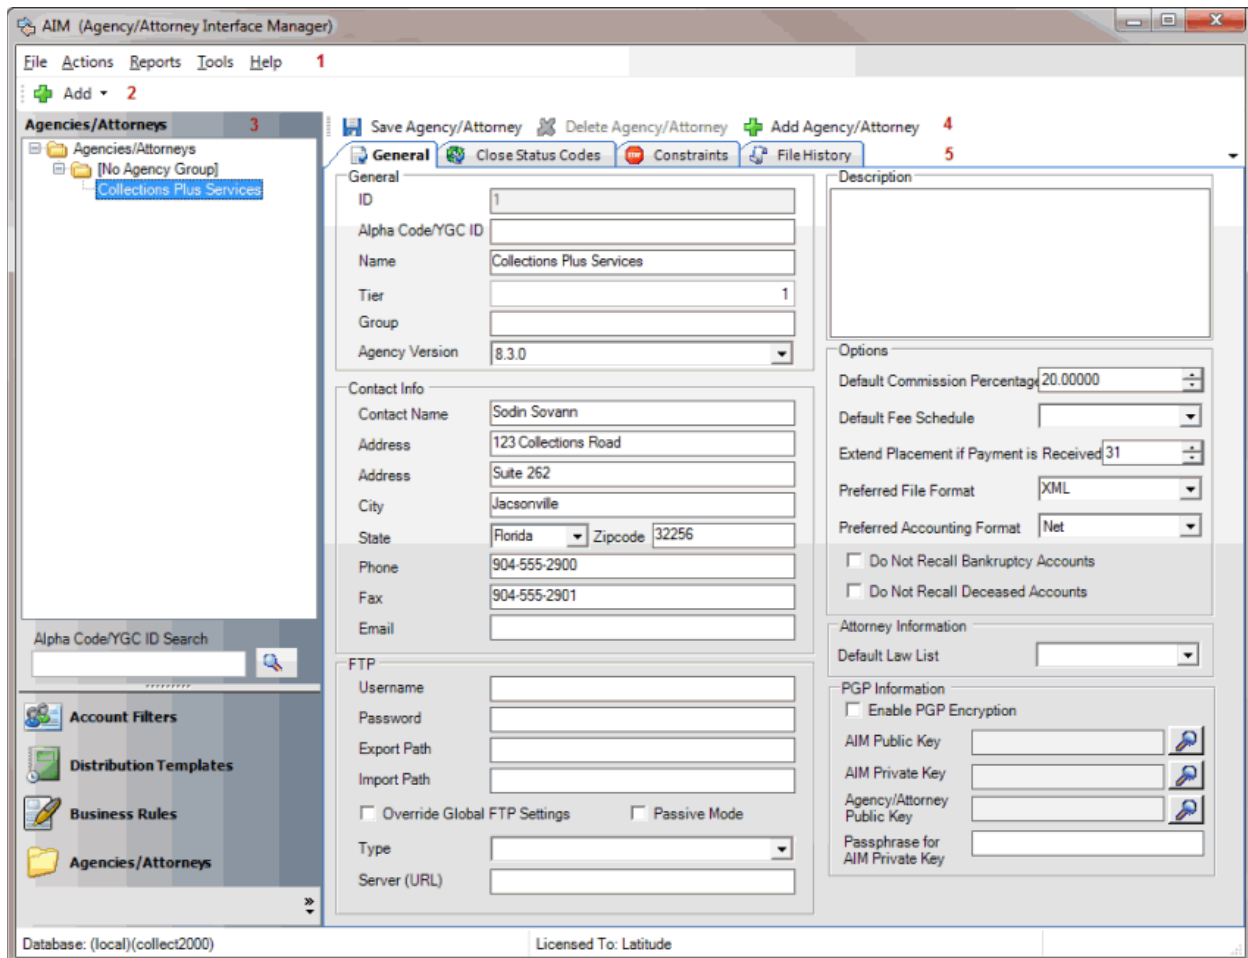 AIM (Agency/Attorney Interface Manager)
File Actions Reports Tools Help 1
Add 2
Agencies/Attorneys 3
Agencies/Attorneys
[No Agency Group]
Collections Plus Services
Alpha Code/YGC ID Search
Account Filters
Distribution Templates
Business Rules
Agencies/Attorneys
Save Agency/Attorney Delete Agency/Attorney Add Agency/Attorney 4
General Close Status Codes STOP Constraints File History 5
General
ID 1
Alpha Code/YGC ID
Name Collections Plus Services
Tier 1
Group
Agency Version 8.3.0
Contact Info
Contact Name Sodin Sovann
Address 123 Collections Road
Address Suite 262
City Jacsonville
State Florida Zipcode 32256
Phone 904-555-2900
Fax 904-555-2901
Email
FTP
Username
Password
Export Path
Import Path
Override Global FTP Settings Passive Mode
Type
Server (URL)
Description
Options
Default Commission Percentage 20.00000
Default Fee Schedule
Extend Placement if Payment is Received 31
Preferred File Format XML
Preferred Accounting Format Net
Do Not Recall Bankruptcy Accounts
Do Not Recall Deceased Accounts
Attorney Information
Default Law List
PGP Information
Enable PGP Encryption
AIM Public Key
AIM Private Key
Agency/Attorney
Public Key
Passphrase for
AIM Private Key
Database: (local)(collect2000) Licensed To: Latitude